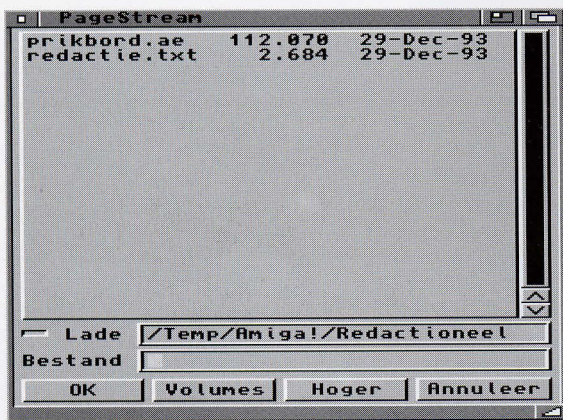 PageStream
prikbord.ae 112.070 29-Dec-93
redactie.txt 2.684 29-Dec-93
Lade /Temp/Amiga!/Redactioneel
Bestand
OK Volumes Hoger Annuleer